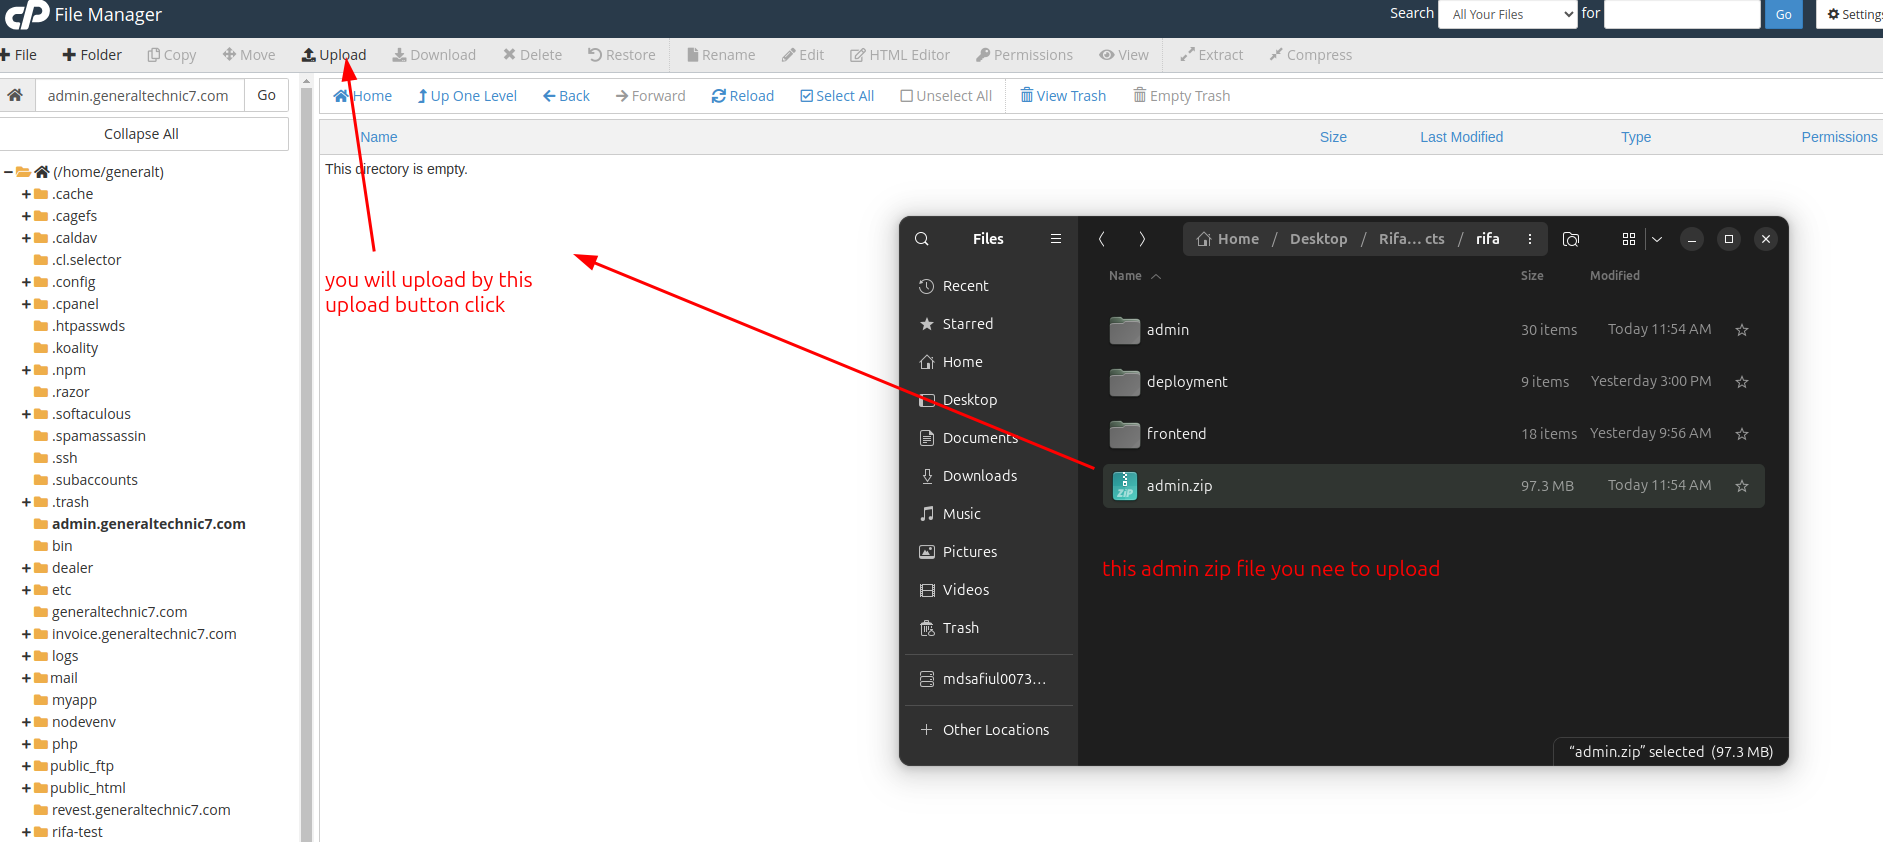 cP File Manager
Search All Your Files for Go Settings
File Folder Copy Move Upload Download Delete Restore Rename Edit HTML Editor Permissions View Extract Compress
admin.generaltechnic7.com Go
Home Up One Level Back Forward Reload Select All Unselect All View Trash Empty Trash
Collapse All
Name Size Last Modified Type Permissions
This directory is empty.
(/home/generalt)
.cache
.cagefs
.caldav
.cl.selector
.config
.cpanel
.htpasswds
.koality
.npm
.razor
.softaculous
.spamassassin
.ssh
.subaccounts
.trash
admin.generaltechnic7.com
bin
dealer
etc
generaltechnic7.com
invoice.generaltechnic7.com
logs
mail
myapp
nodevenv
php
public_ftp
public_html
revest.generaltechnic7.com
rifa-test
you will upload by this
upload button click
Files
Recent
Starred
Home
Desktop
Documents
Downloads
Music
Pictures
Videos
Trash
mdsafiul0073...
Other Locations
Home / Desktop / Rifa... cts / rifa
Name Size Modified
admin 30 items Today 11:54 AM
deployment 9 items Yesterday 3:00 PM
frontend 18 items Yesterday 9:56 AM
ZIP admin.zip 97.3 MB Today 11:54 AM
this admin zip file you nee to upload
“admin.zip” selected (97.3 MB)